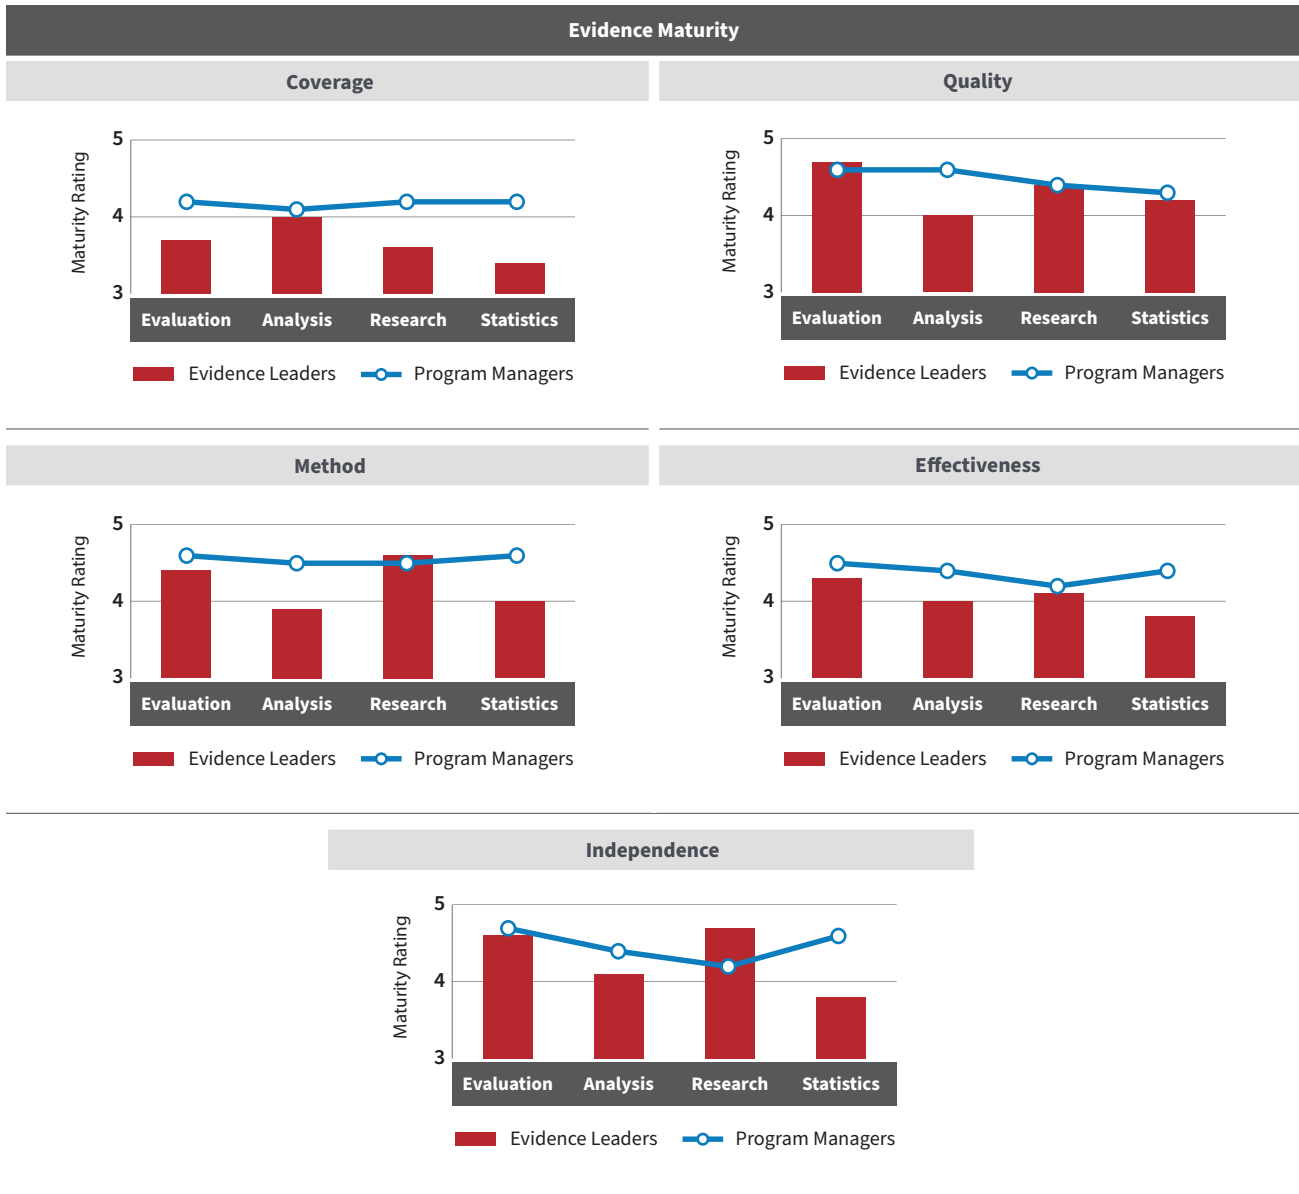 Evidence Maturity
Coverage
Maturity Rating
5
4
3
Evaluation Analysis Research Statistics
Evidence Leaders Program Managers
Quality
Maturity Rating
5
4
3
Evaluation Analysis Research Statistics
Evidence Leaders Program Managers
Method
Maturity Rating
5
4
3
Evaluation Analysis Research Statistics
Evidence Leaders Program Managers
Effectiveness
Maturity Rating
5
4
3
Evaluation Analysis Research Statistics
Evidence Leaders Program Managers
Independence
Maturity Rating
5
4
3
Evaluation Analysis Research Statistics
Evidence Leaders Program Managers